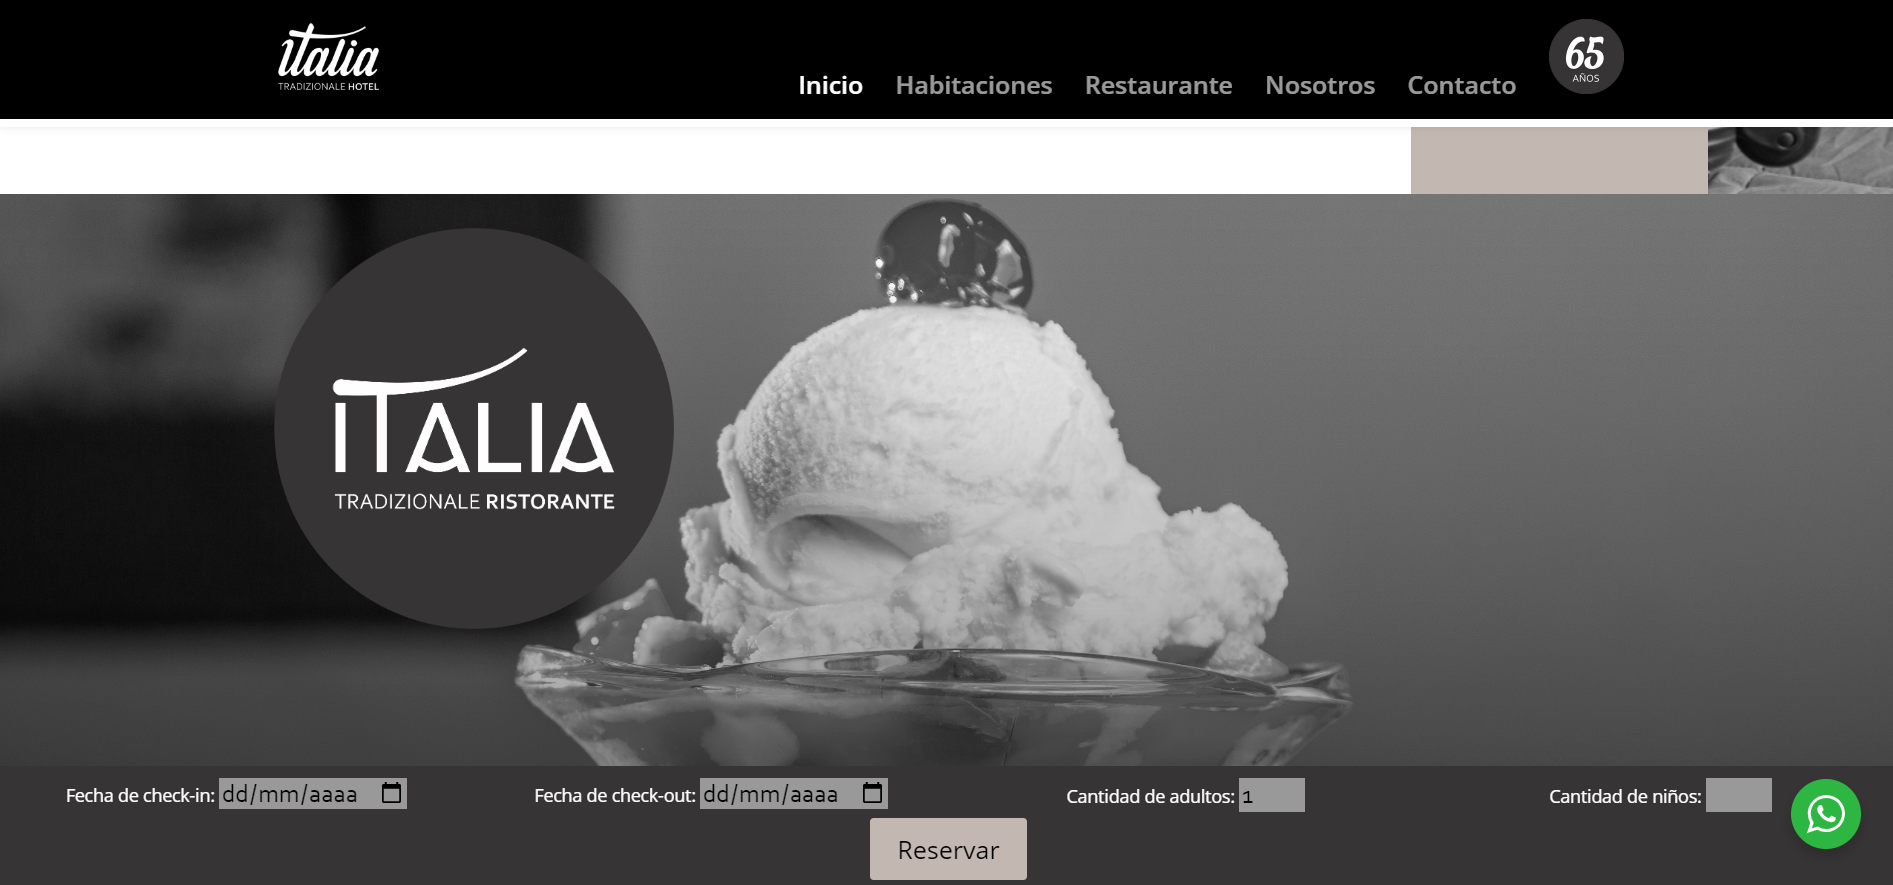 italia
TRADIZIONALE HOTEL
Inicio Habitaciones Restaurante Nosotros Contacto
65
AÑOS
ITALIA
TRADIZIONALE RISTORANTE
Fecha de check-in: dd/mm/aaaa Fecha de check-out: dd/mm/aaaa Cantidad de adultos: 1 Cantidad de niños:
Reservar